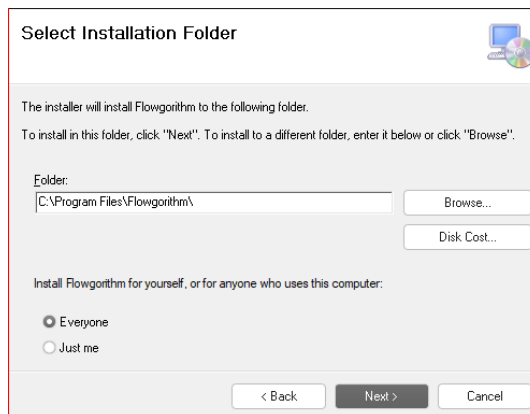 Select Installation Folder
The installer will install Flowgorithm to the following folder.
To install in this folder, click "Next". To install to a different folder, enter it below or click "Browse".
Folder:
C:\Program Files\Flowgorithm\
Browse...
Disk Cost...
Install Flowgorithm for yourself, or for anyone who uses this computer:
Everyone
Just me
< Back
Next >
Cancel